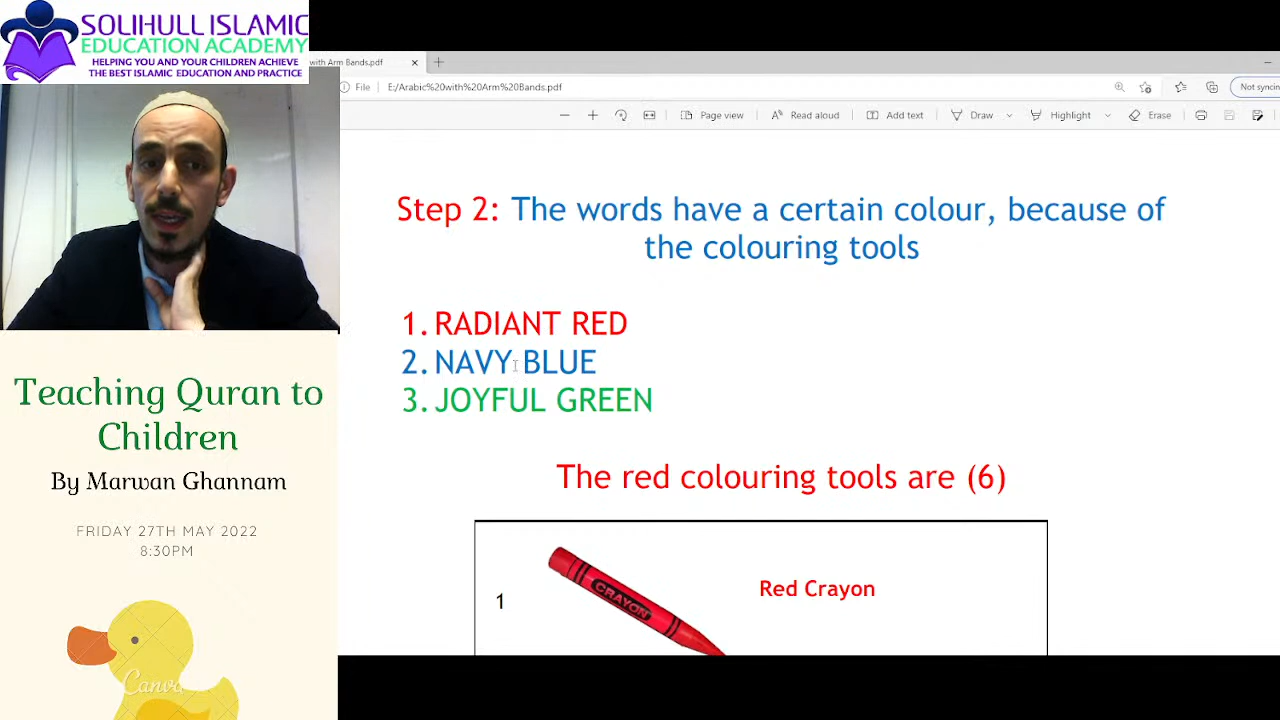 SOLIHULL ISLAMIC
EDUCATION ACADEMY
HELPING YOU AND YOUR CHILDREN ACHIEVE
THE BEST ISLAMIC EDUCATION AND PRACTICE
with Arm Bands.pdf
File E:/Arabic%20with%20Arm%20Bands.pdf
Not syncin
Page view Read aloud Add text Draw Highlight Erase
Step 2: The words have a certain colour, because of
the colouring tools
1. RADIANT RED
2. NAVY BLUE
3. JOYFUL GREEN
The red colouring tools are (6)
1
CRAYON
Red Crayon
Teaching Quran to
Children
By Marwan Ghannam
FRIDAY 27TH MAY 2022
8:30PM
Canva